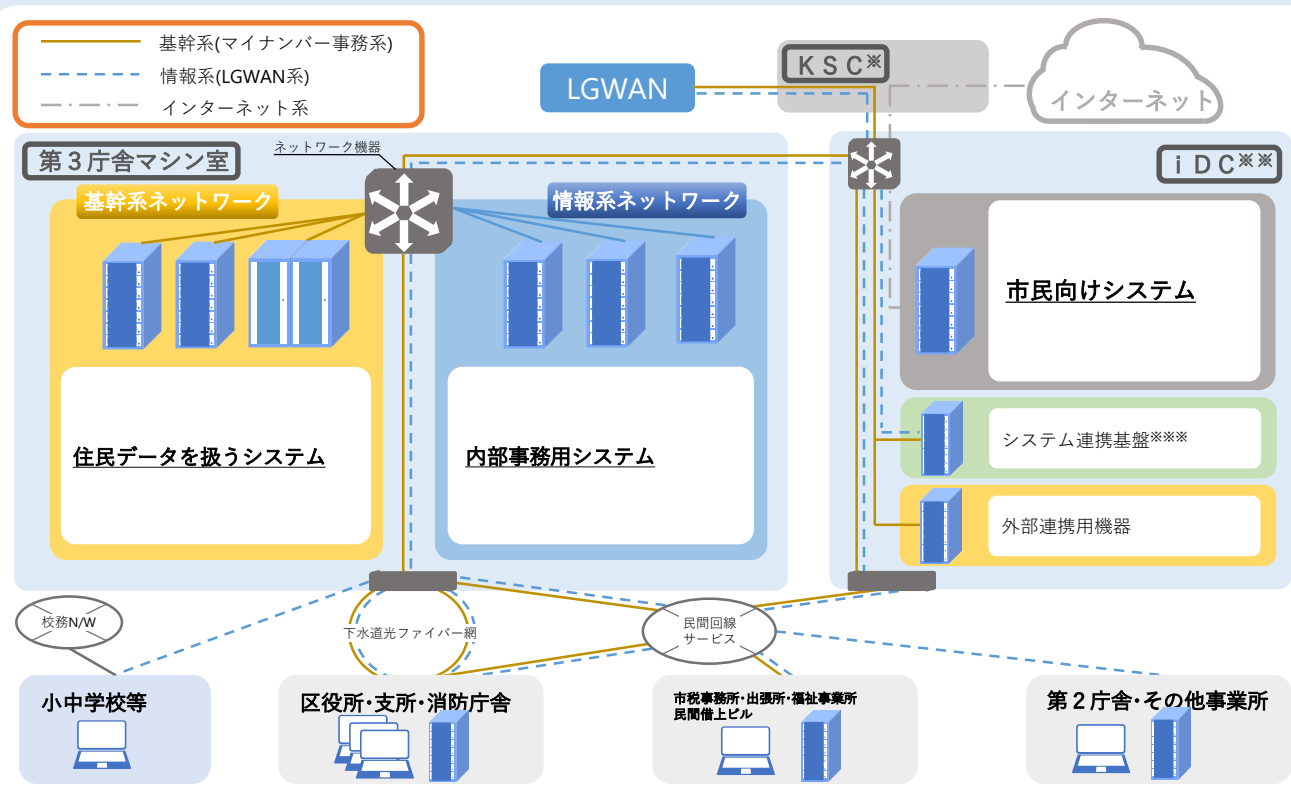 基幹系(マイナンバー事務系)
情報系(LGWAN系)
インターネット系
LGWAN
ＫＳＣ※
インターネット
第３庁舎マシン室
ネットワーク機器
ｉＤＣ※※
基幹系ネットワーク
情報系ネットワーク
市民向けシステム
住民データを扱うシステム
内部事務用システム
システム連携基盤※※※
外部連携用機器
校務N/W
下水道光ファイバー網
民間回線
サービス
小中学校等
区役所・支所・消防庁舎
市税事務所・出張所・福祉事業所
民間借上ビル
第２庁舎・その他事業所